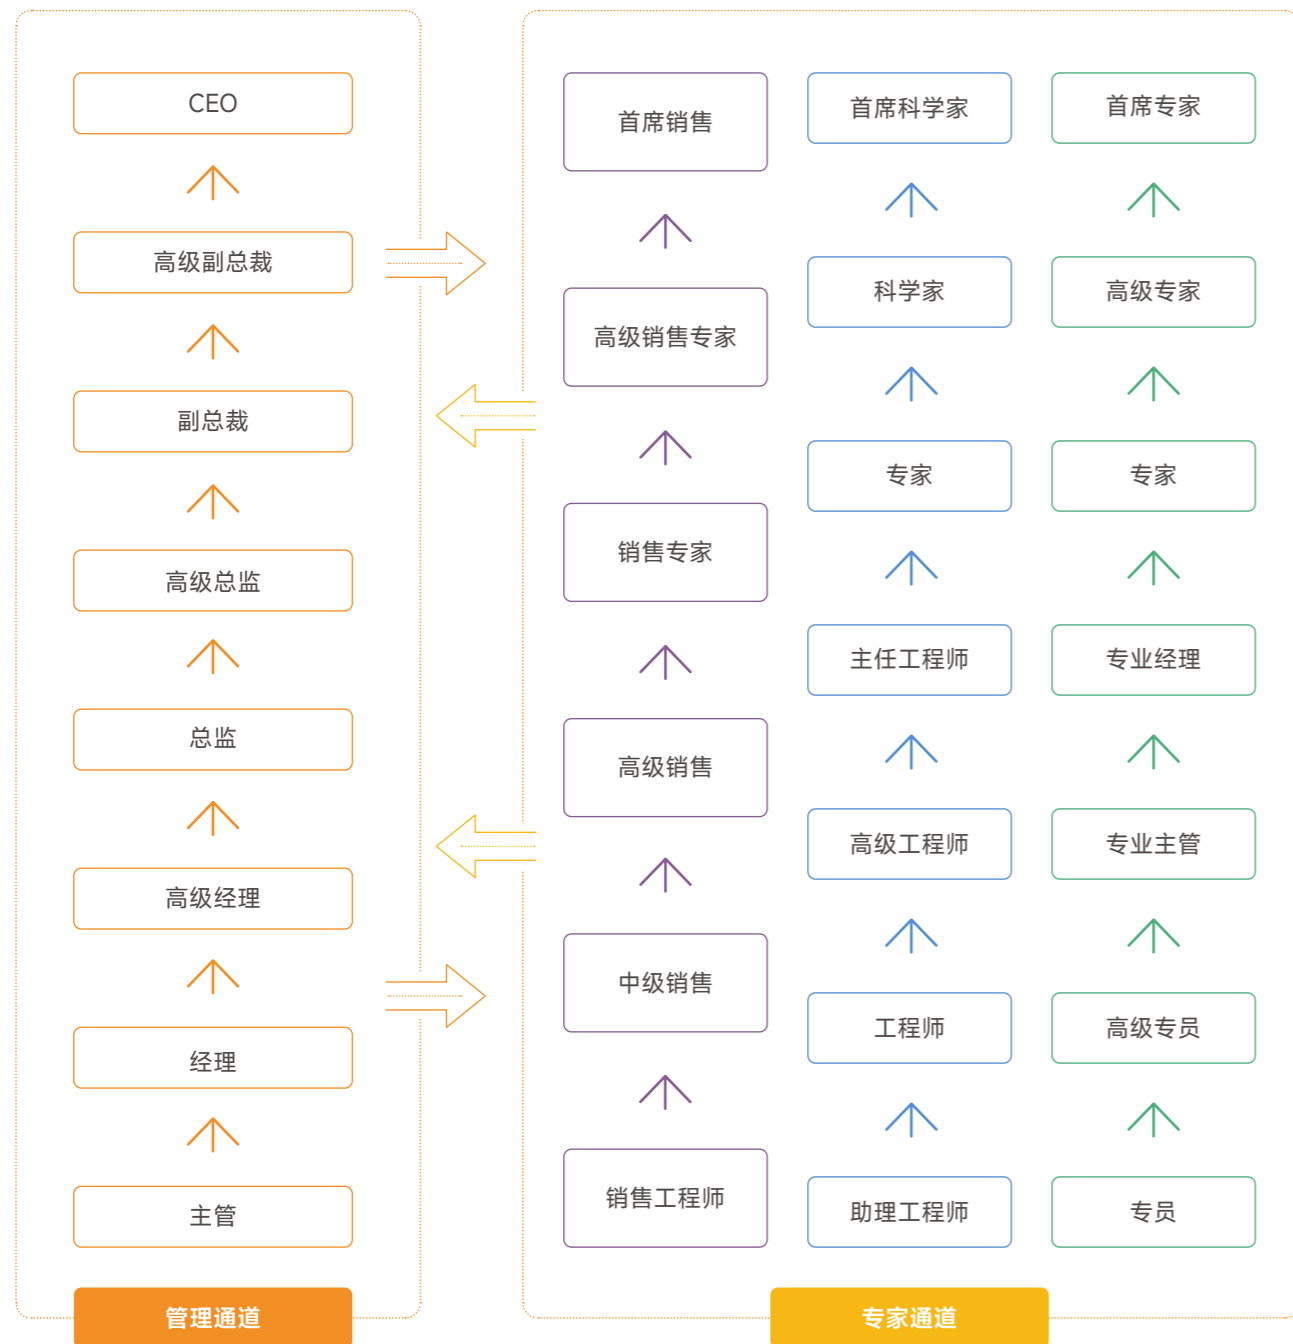 CEO
高级副总裁
副总裁
高级总监
总监
高级经理
经理
主管
管理通道
首席销售
高级销售专家
销售专家
高级销售
中级销售
销售工程师
首席科学家
科学家
专家
主任工程师
高级工程师
工程师
助理工程师
首席专家
高级专家
专家
专业经理
专业主管
高级专员
专员
专家通道